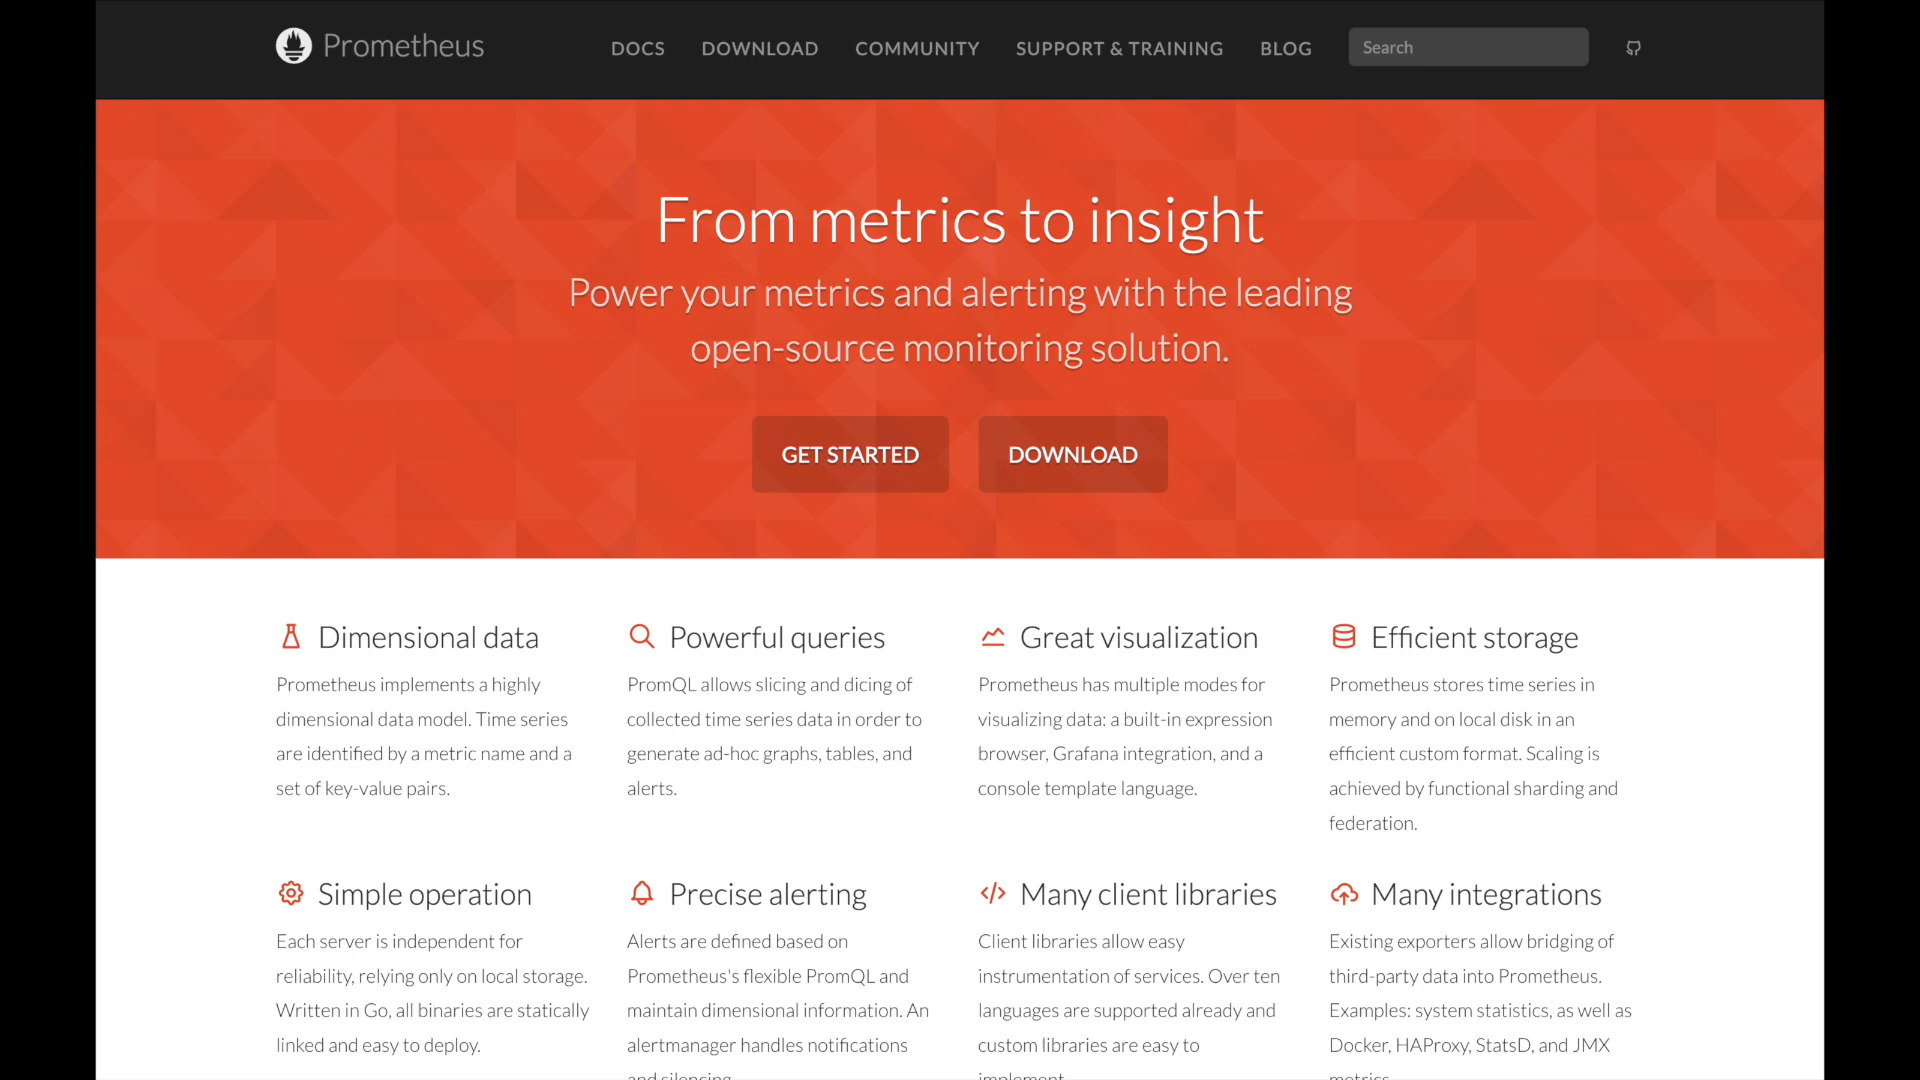 Prometheus
DOCS
DOWNLOAD
COMMUNITY
SUPPORT & TRAINING
BLOG
Search
From metrics to insight
Power your metrics and alerting with the leading
open-source monitoring solution.
GET STARTED
DOWNLOAD
Dimensional data
Prometheus implements a highly
dimensional data model. Time series
are identified by a metric name and a
set of key-value pairs.
Powerful queries
PromQL allows slicing and dicing of
collected time series data in order to
generate ad-hoc graphs, tables, and
alerts.
Great visualization
Prometheus has multiple modes for
visualizing data: a built-in expression
browser, Grafana integration, and a
console template language.
Efficient storage
Prometheus stores time series in
memory and on local disk in an
efficient custom format. Scaling is
achieved by functional sharding and
federation.
Simple operation
Each server is independent for
reliability, relying only on local storage.
Written in Go, all binaries are statically
linked and easy to deploy.
Precise alerting
Alerts are defined based on
Prometheus's flexible PromQL and
maintain dimensional information. An
alertmanager handles notifications
and silencing.
Many client libraries
Client libraries allow easy
instrumentation of services. Over ten
languages are supported already and
custom libraries are easy to
implement.
Many integrations
Existing exporters allow bridging of
third-party data into Prometheus.
Examples: system statistics, as well as
Docker, HAProxy, StatsD, and JMX
metrics.